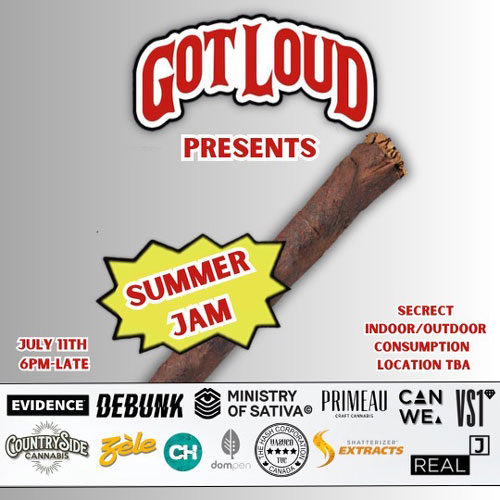 GOT LOUD
PRESENTS
SUMMER
JAM
JULY 11TH
6PM-LATE
SECRECT
INDOOR/OUTDOOR
CONSUMPTION
LOCATION TBA
EVIDENCE
DEBUNK
MINISTRY
OF SATIVA
PRIMEAU
CRAFT CANNABIS
CAN
WE
VS1
COUNTRYSIDE
CANNABIS
Zèle
CH
dompen
THE HASH CORPORATION
CANADA
SHATTERIZER
EXTRACTS
REAL
J